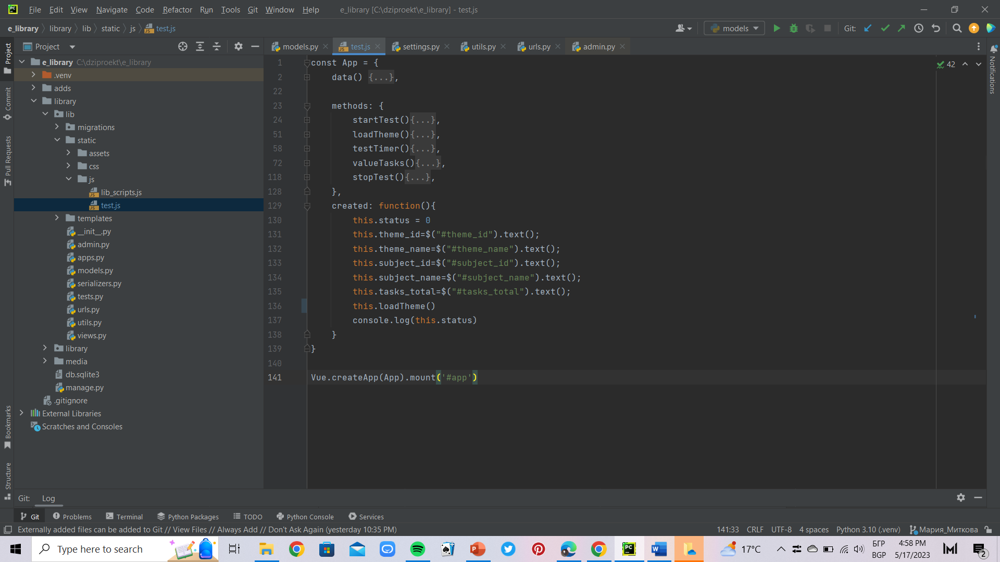 File Edit View Navigate Code Refactor Run Tools Git Window Help e_library [C:\dziproekt\e_library] - test.js
e_library library lib static js test.js models Git:
Project
models.py test.js settings.py utils.py urls.py admin.py
Project
Commit
Pull Requests
Bookmarks
Structure
Notifications
e_library C:\dziproekt\e_library
.venv
adds
library
lib
migrations
static
assets
css
js
lib_scripts.js
test.js
templates
__init__.py
admin.py
apps.py
models.py
serializers.py
tests.py
urls.py
utils.py
views.py
library
media
db.sqlite3
manage.py
.gitignore
External Libraries
Scratches and Consoles
42
1 const App = {
2 data() {...},
22
23 methods: {
24 startTest(){...},
51 loadTheme(){...},
58 testTimer(){...},
72 valueTasks(){...},
118 stopTest(){...},
128 },
129 created: function(){
130 this.status = 0
131 this.theme_id=$("#theme_id").text();
132 this.theme_name=$("#theme_name").text();
133 this.subject_id=$("#subject_id").text();
134 this.subject_name=$("#subject_name").text();
135 this.tasks_total=$("#tasks_total").text();
136 this.loadTheme()
137 console.log(this.status)
138 }
139 }
140
141 Vue.createApp(App).mount('#app')
Git: Log
Git Problems Terminal Python Packages TODO Python Console Services
Externally added files can be added to Git // View Files // Always Add // Don't Ask Again (yesterday 10:35 PM) 141:33 CRLF UTF-8 4 spaces Python 3.10 (.venv) Мария_Миткова
Type here to search 17°C БГР 4:58 PM
BGP 5/17/2023 2